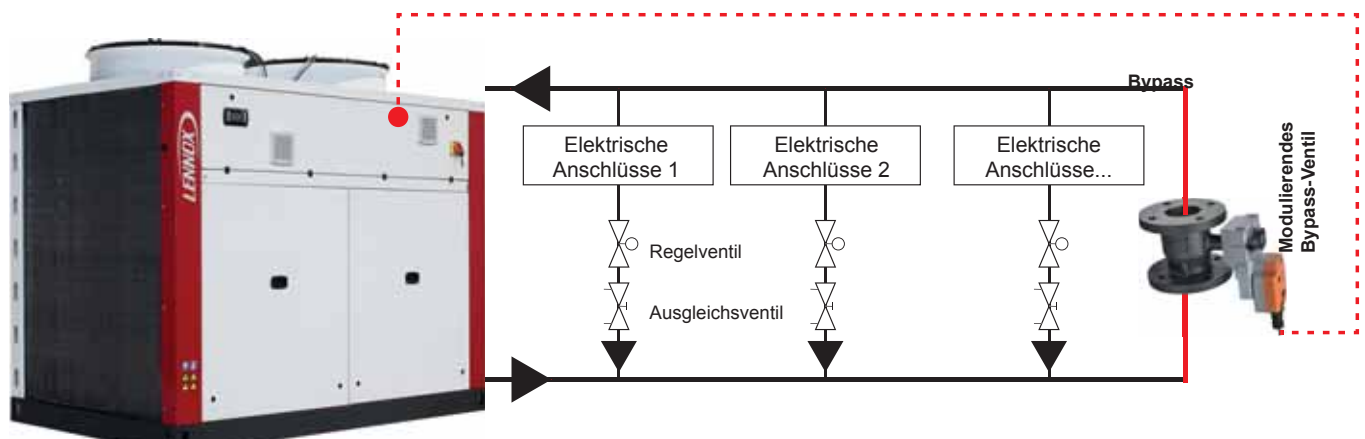 LENNOX
Bypass
Elektrische
Anschlüsse 1
Elektrische
Anschlüsse 2
Elektrische
Anschlüsse...
Regelventil
Ausgleichsventil
Modulierendes
Bypass-Ventil